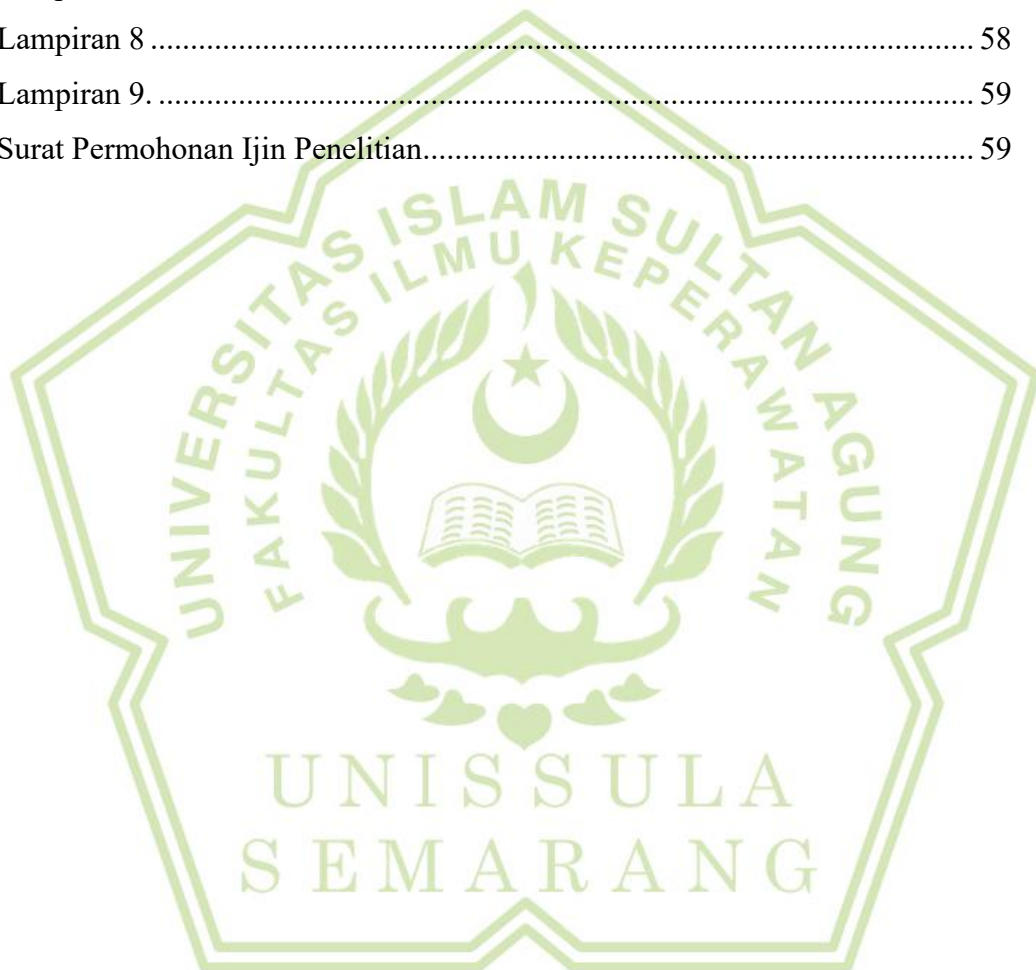 Lampiran 8 ........................................................................................................ 58
Lampiran 9. ....................................................................................................... 59
Surat Permohonan Ijin Penelitian...................................................................... 59
UNIVERSITAS ISLAM SULTAN AGUNG
FAKULTAS ILMU KEPERAWATAN
UNISSULA
SEMARANG